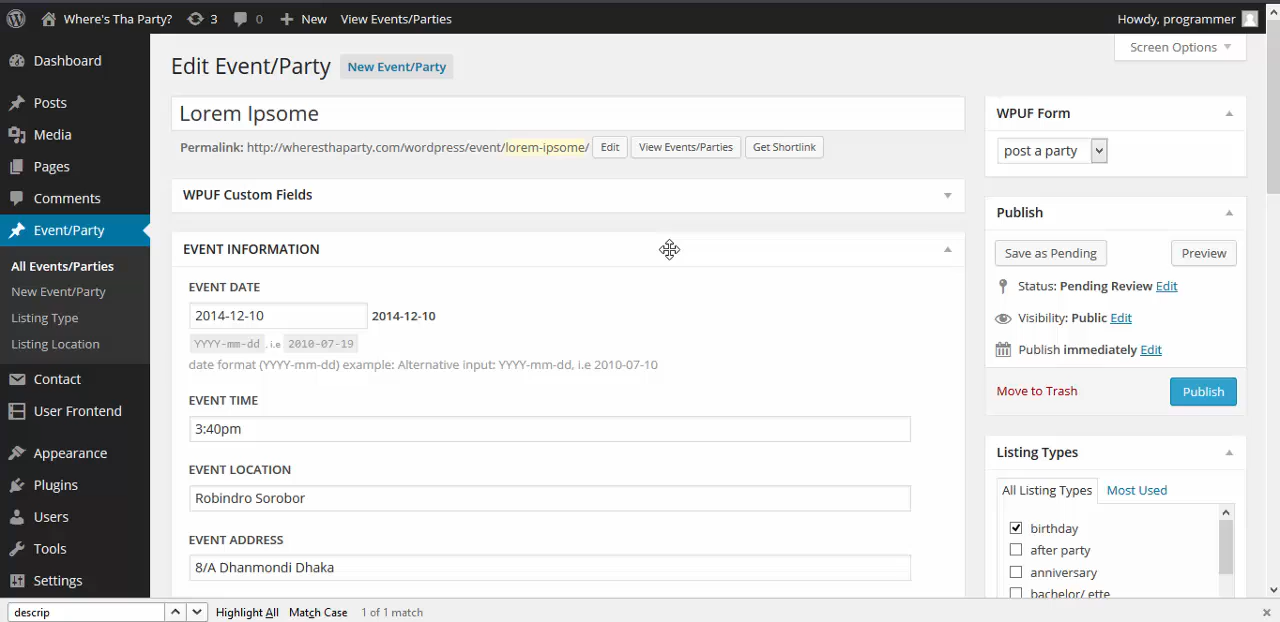 Where's Tha Party? 3 0 New View Events/Parties Howdy, programmer
Screen Options
Dashboard
Posts
Media
Pages
Comments
Event/Party
All Events/Parties
New Event/Party
Listing Type
Listing Location
Contact
User Frontend
Appearance
Plugins
Users
Tools
Settings
Edit Event/Party New Event/Party
Lorem Ipsome
Permalink: http://wheresthaparty.com/wordpress/event/lorem-ipsome/ Edit View Events/Parties Get Shortlink
WPUF Custom Fields
EVENT INFORMATION
EVENT DATE
2014-12-10 2014-12-10
YYYY-mm-dd .i.e 2010-07-19
date format (YYYY-mm-dd) example: Alternative input: YYYY-mm-dd, i.e 2010-07-10
EVENT TIME
3:40pm
EVENT LOCATION
Robindro Sorobor
EVENT ADDRESS
8/A Dhanmondi Dhaka
WPUF Form
post a party
Publish
Save as Pending Preview
Status: Pending Review Edit
Visibility: Public Edit
Publish immediately Edit
Move to Trash Publish
Listing Types
All Listing Types Most Used
birthday
after party
anniversary
bachelor/ ette
descrip Highlight All Match Case 1 of 1 match